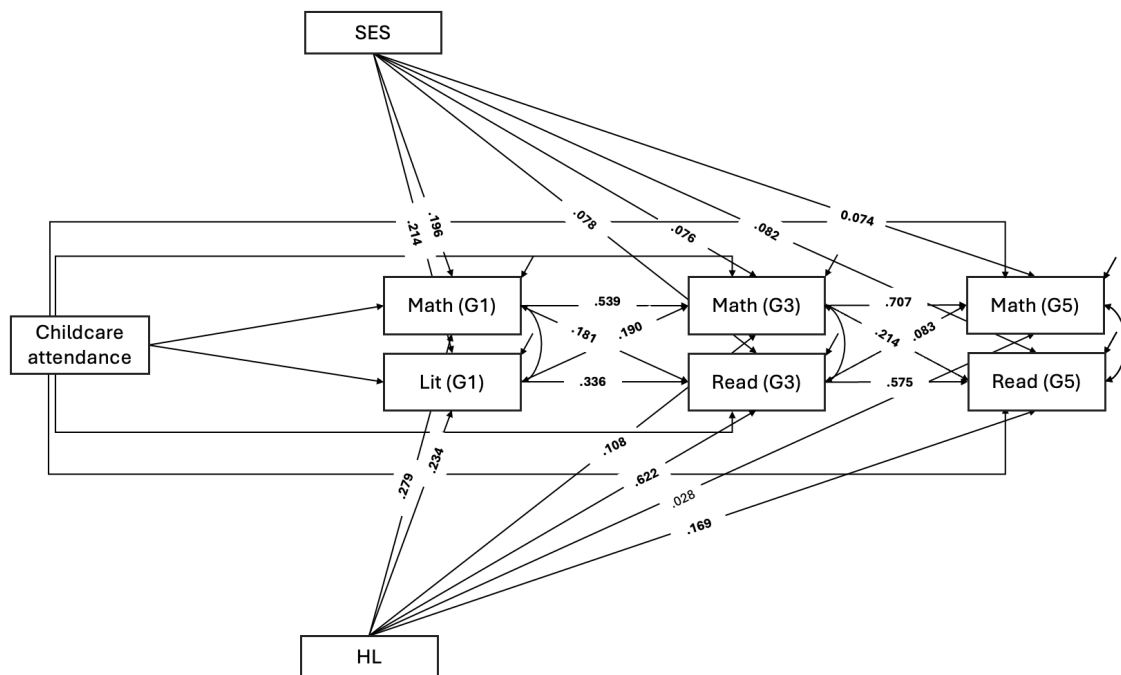 SES
.196
.214
.078
.076
.082
0.074
Math (G1)
.539
Math (G3)
.707
Math (G5)
Childcare
attendance
.181
.190
.214
.083
Lit (G1)
.336
Read (G3)
.575
Read (G5)
.279
.234
.108
.622
.028
.169
HL